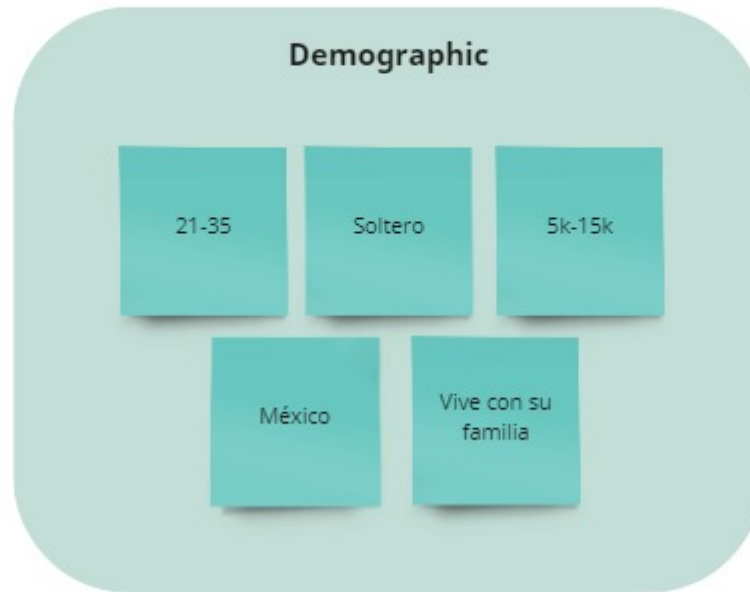 Demographic
21-35
Soltero
5k-15k
México
Vive con su
familia